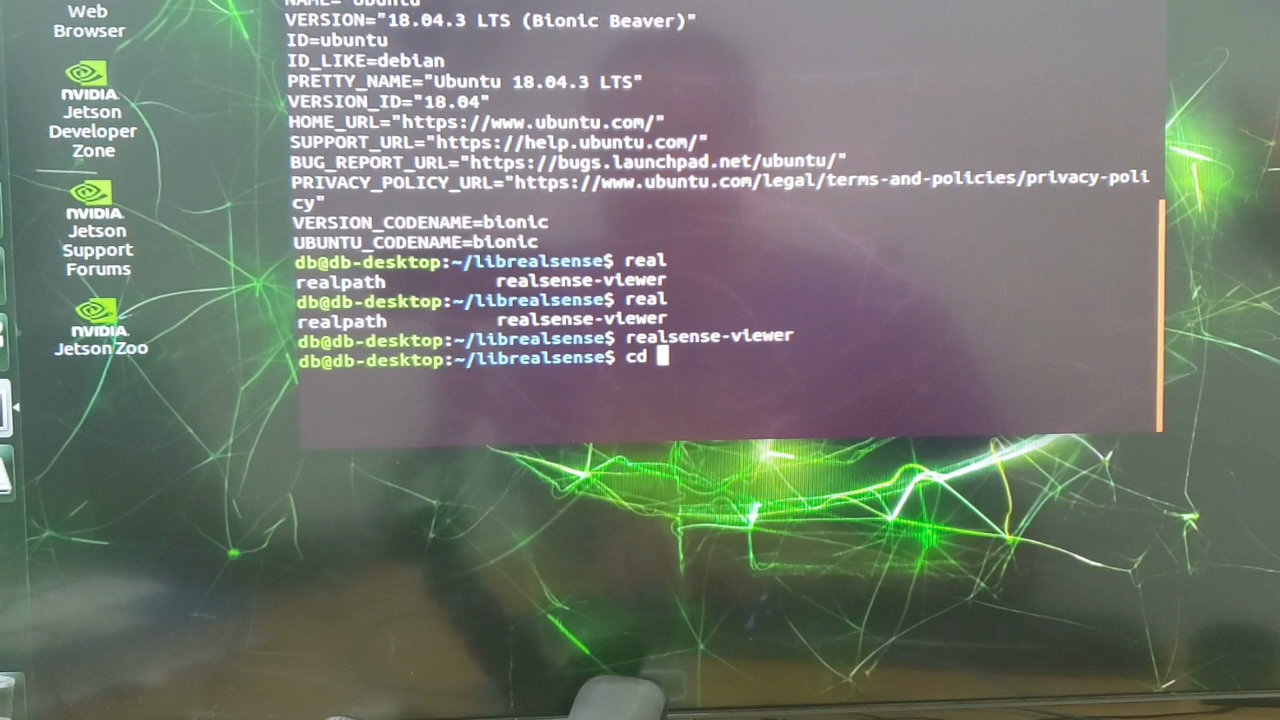 Web
Browser
NVIDIA.
Jetson
Developer
Zone
NVIDIA.
Jetson
Support
Forums
NVIDIA.
Jetson Zoo
NAME="Ubuntu"
VERSION="18.04.3 LTS (Bionic Beaver)"
ID=ubuntu
ID_LIKE=debian
PRETTY_NAME="Ubuntu 18.04.3 LTS"
VERSION_ID="18.04"
HOME_URL="https://www.ubuntu.com/"
SUPPORT_URL="https://help.ubuntu.com/"
BUG_REPORT_URL="https://bugs.launchpad.net/ubuntu/"
PRIVACY_POLICY_URL="https://www.ubuntu.com/legal/terms-and-policies/privacy-poli
cy"
VERSION_CODENAME=bionic
UBUNTU_CODENAME=bionic
db@db-desktop:~/librealsense$ real
realpath realsense-viewer
db@db-desktop:~/librealsense$ real
realpath realsense-viewer
db@db-desktop:~/librealsense$ realsense-viewer
db@db-desktop:~/librealsense$ cd